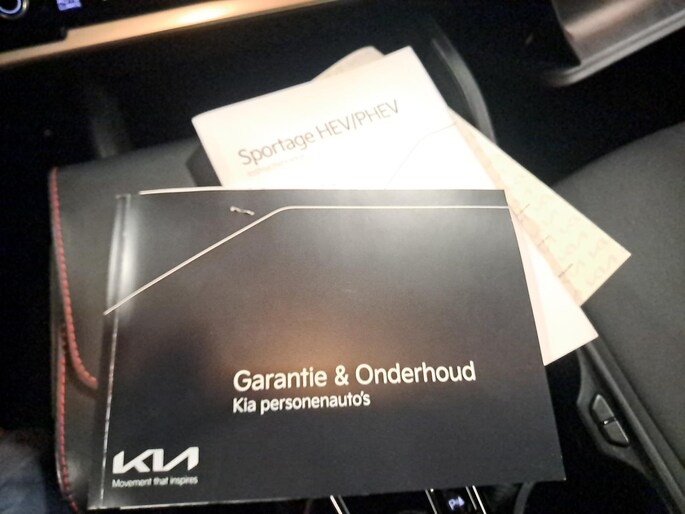 Sportage HEV/PHEV
Garantie & Onderhoud
Kia personenauto's
KIA
Movement that inspires